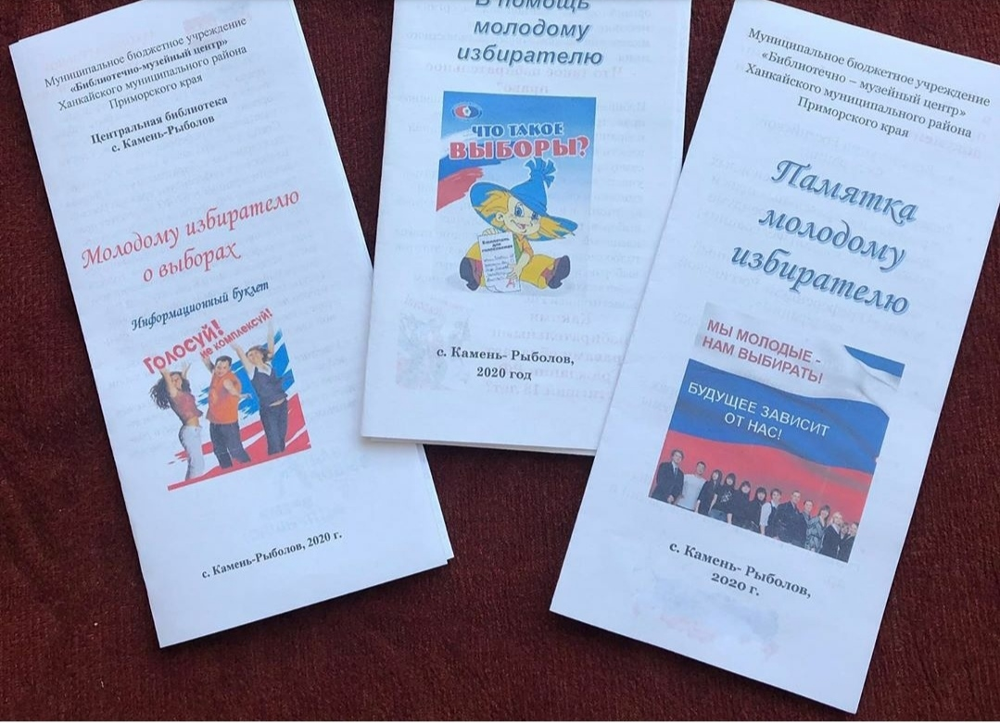 Муниципальное бюджетное учреждение
«Библиотечно-музейный центр»
Ханкайского муниципального района
Приморского края
Центральная библиотека
с. Камень-Рыболов
Молодому избирателю
о выборах
Информационный буклет
ГОЛОСУЙ!
НЕ КОМПЛЕКСУЙ!
с. Камень-Рыболов, 2020 г.
В помощь
молодому
избирателю
ЧТО ТАКОЕ
ВЫБОРЫ?
с. Камень- Рыболов,
2020 год
Муниципальное бюджетное учреждение
«Библиотечно – музейный центр»
Ханкайского муниципального района
Приморского края
Памятка
молодому
избирателю
МЫ МОЛОДЫЕ -
НАМ ВЫБИРАТЬ!
БУДУЩЕЕ ЗАВИСИТ
ОТ НАС!
с. Камень- Рыболов,
2020 г.